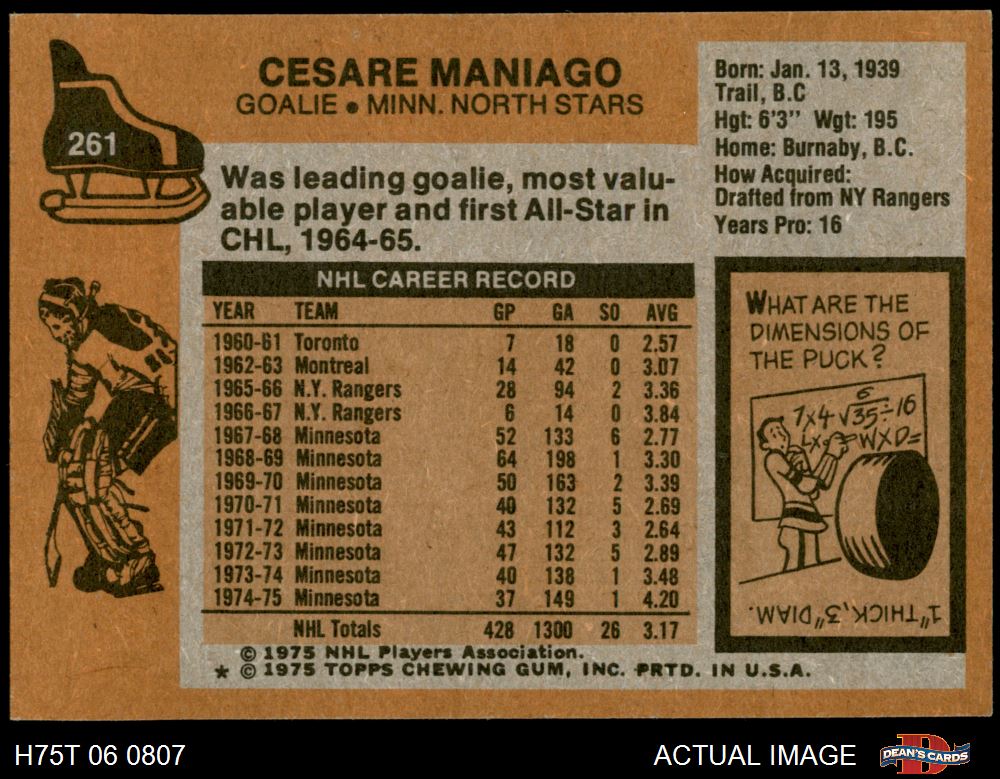 261
CESARE MANIAGO
GOALIE • MINN. NORTH STARS
Was leading goalie, most valu-
able player and first All-Star in
CHL, 1964-65.
Born: Jan. 13, 1939
Trail, B.C
Hgt: 6'3" Wgt: 195
Home: Burnaby, B.C.
How Acquired:
Drafted from NY Rangers
Years Pro: 16
NHL CAREER RECORD
YEAR TEAM GP GA SO AVG
1960-61 Toronto 7 18 0 2.57
1962-63 Montreal 14 42 0 3.07
1965-66 N.Y. Rangers 28 94 2 3.36
1966-67 N.Y. Rangers 6 14 0 3.84
1967-68 Minnesota 52 133 6 2.77
1968-69 Minnesota 64 198 1 3.30
1969-70 Minnesota 50 163 2 3.39
1970-71 Minnesota 40 132 5 2.69
1971-72 Minnesota 43 112 3 2.64
1972-73 Minnesota 47 132 5 2.89
1973-74 Minnesota 40 138 1 3.48
1974-75 Minnesota 37 149 1 4.20
NHL Totals 428 1300 26 3.17
© 1975 NHL Players Association.
* © 1975 TOPPS CHEWING GUM, INC. PRTD. IN U.S.A.
WHAT ARE THE
DIMENSIONS OF
THE PUCK?
6
7x4 √35÷16
WXD=
1" THICK, 3" DIAM.
H75T 06 0807
ACTUAL IMAGE
DEAN'S CARDS